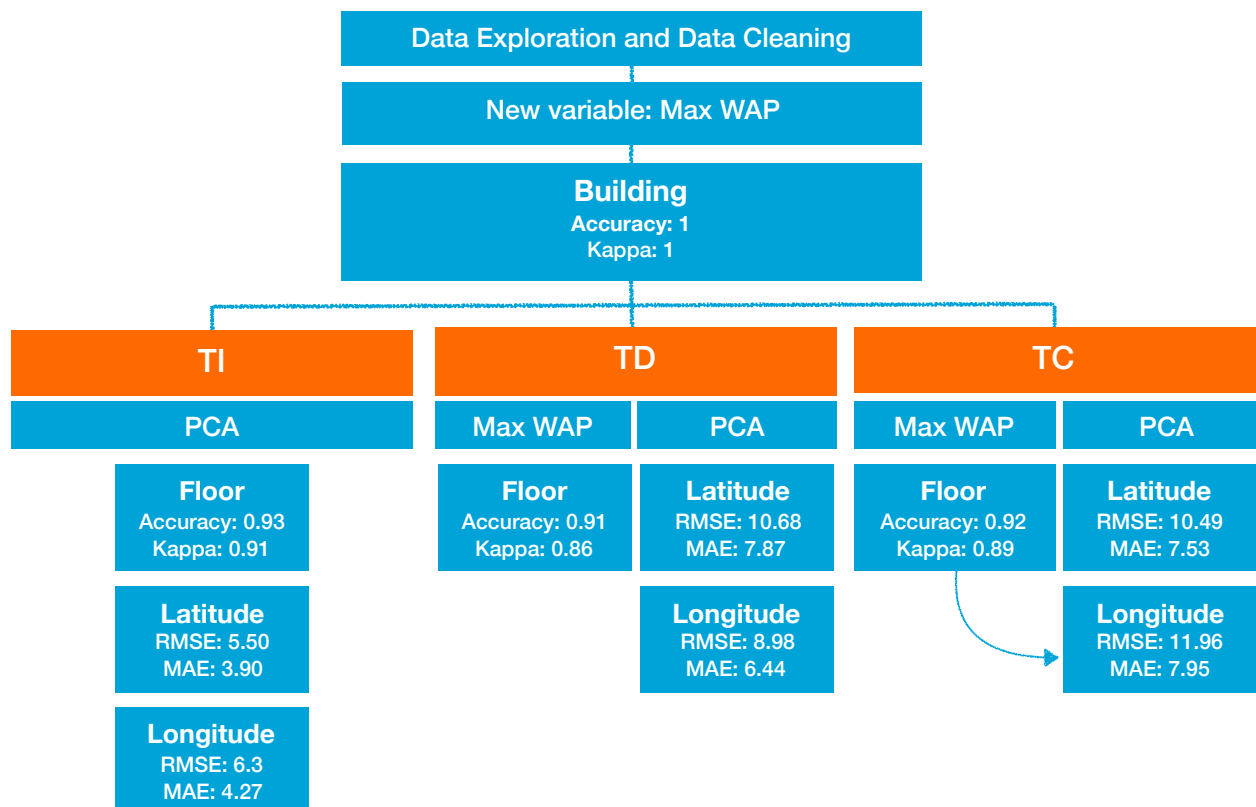 Data Exploration and Data Cleaning
New variable: Max WAP
Building
Accuracy: 1
Kappa: 1
TI
PCA
Floor
Accuracy: 0.93
Kappa: 0.91
Latitude
RMSE: 5.50
MAE: 3.90
Longitude
RMSE: 6.3
MAE: 4.27
TD
Max WAP
PCA
Floor
Accuracy: 0.91
Kappa: 0.86
Latitude
RMSE: 10.68
MAE: 7.87
Longitude
RMSE: 8.98
MAE: 6.44
TC
Max WAP
PCA
Floor
Accuracy: 0.92
Kappa: 0.89
Latitude
RMSE: 10.49
MAE: 7.53
Longitude
RMSE: 11.96
MAE: 7.95